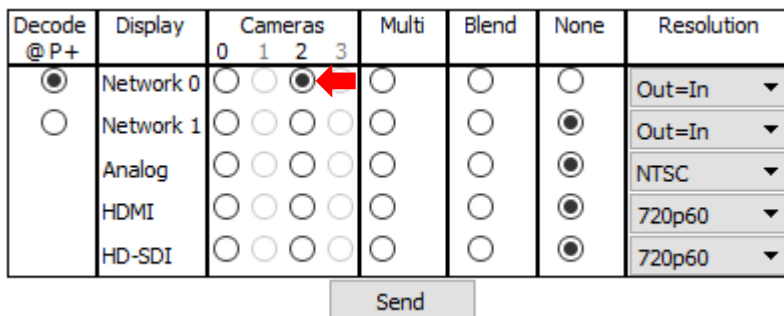 Decode Display Cameras Multi Blend None Resolution
@ P+ 0 1 2 3
Network 0 Out=In
Network 1 Out=In
Analog NTSC
HDMI 720p60
HD-SDI 720p60
Send